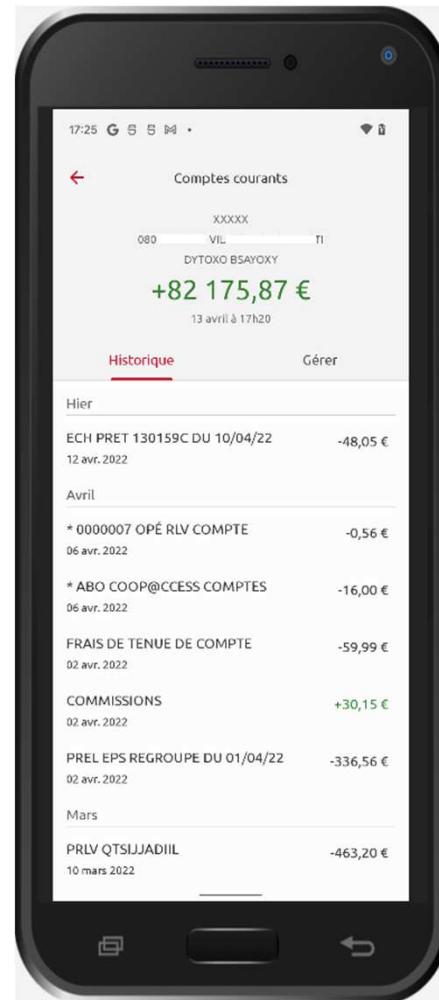 17:25 G
Comptes courants
XXXXX
080 VIL TI
DYTOXO BSAYOXY
+82 175,87 €
13 avril à 17h20
Historique Gérer
Hier
ECH PRET 130159C DU 10/04/22 -48,05 €
12 avr. 2022
Avril
* 0000007 OPÉ RLV COMPTE -0,56 €
06 avr. 2022
* ABO COOP@CCESS COMPTES -16,00 €
06 avr. 2022
FRAIS DE TENUE DE COMPTE -59,99 €
02 avr. 2022
COMMISSIONS +30,15 €
02 avr. 2022
PREL EPS REGROUPE DU 01/04/22 -336,56 €
02 avr. 2022
Mars
PRLV QTSIJJADIIL -463,20 €
10 mars 2022